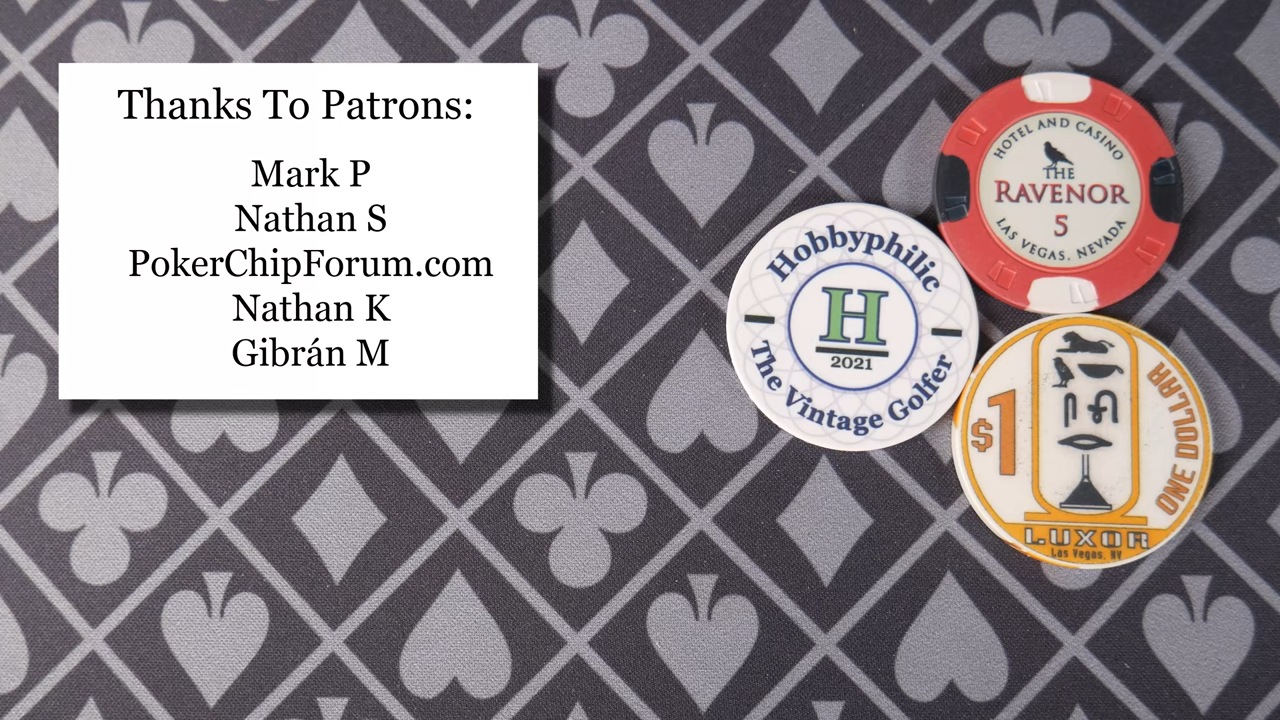 Thanks To Patrons:
Mark P
Nathan S
PokerChipForum.com
Nathan K
Gibrán M
HOTEL AND CASINO
THE
RAVENOR
5
LAS VEGAS, NEVADA
Hobbyphilic
H
2021
The Vintage Golfer
$1
ONE DOLLAR
LUXOR
Las Vegas, NV